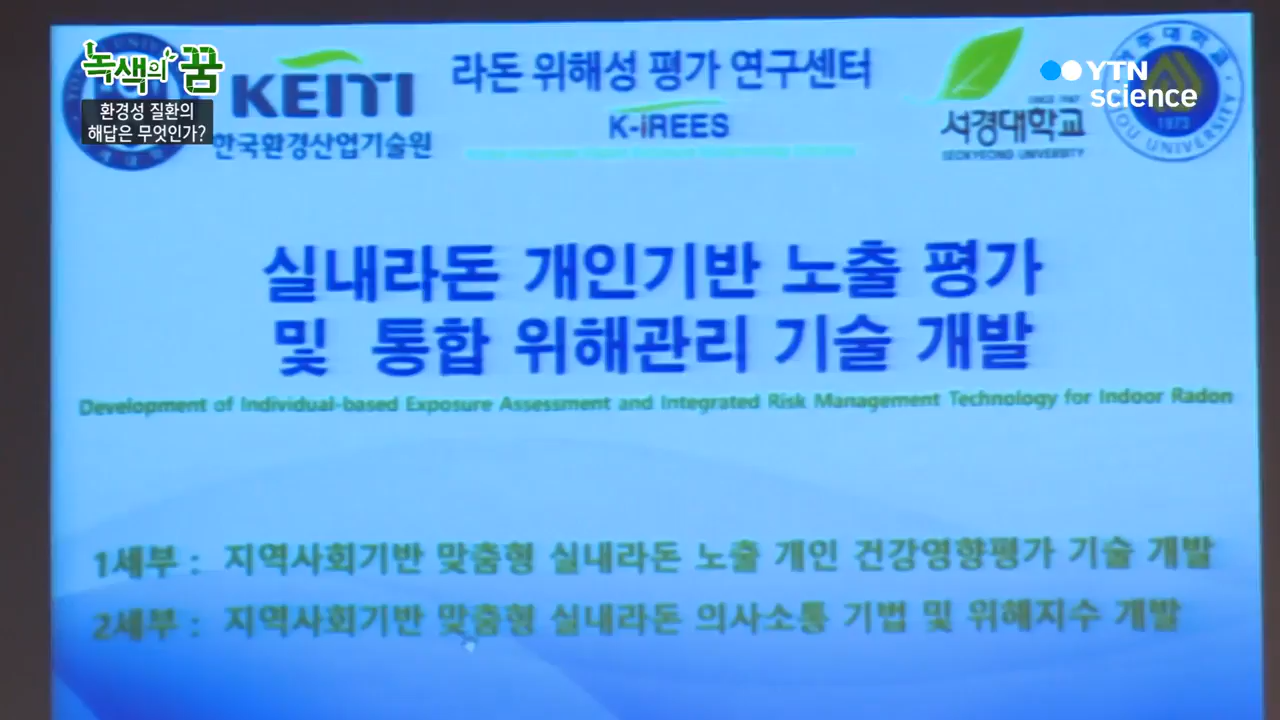 녹색의 꿈
환경성 질환의
해답은 무엇인가?
KEITI
한국환경산업기술원
라돈 위해성 평가 연구센터
K-iREES
서경대학교
SEOKYEONG UNIVERSITY
1973
UNIVERSITY
YTN
science
실내라돈 개인기반 노출 평가
및 통합 위해관리 기술 개발
Development of Individual-based Exposure Assessment and Integrated Risk Management Technology for Indoor Radon
1세부 : 지역사회기반 맞춤형 실내라돈 노출 개인 건강영향평가 기술 개발
2세부 : 지역사회기반 맞춤형 실내라돈 의사소통 기법 및 위해지수 개발